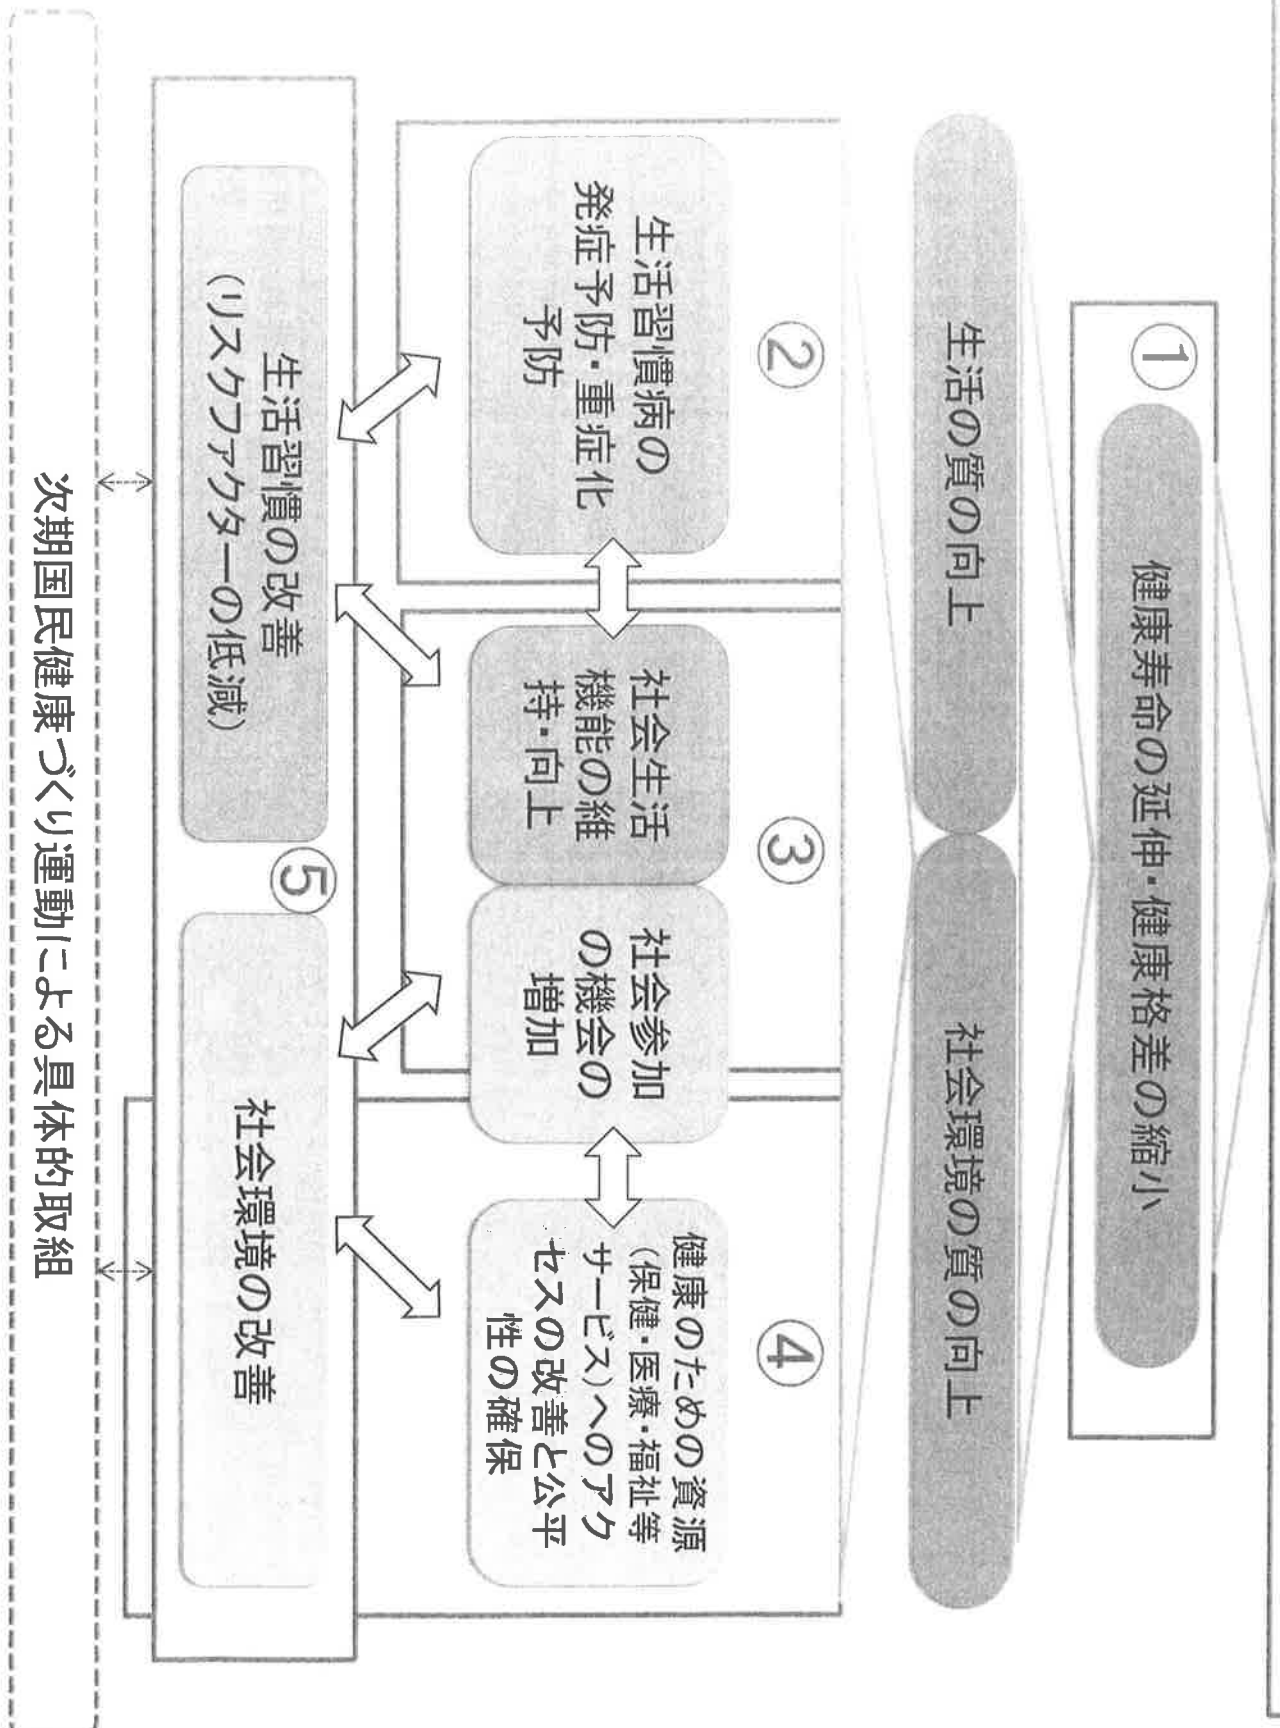 ①
健康寿命の延伸・健康格差の縮小
生活の質の向上
社会環境の質の向上
②
生活習慣病の
発症予防・重症化
予防
③
社会生活
機能の維
持・向上
社会参加
の機会の
増加
④
健康のための資源
(保健・医療・福祉等
サービス)へのアク
セスの改善と公平
性の確保
生活習慣の改善
(リスクファクターの低減)
⑤
社会環境の改善
次期国民健康づくり運動による具体的取組